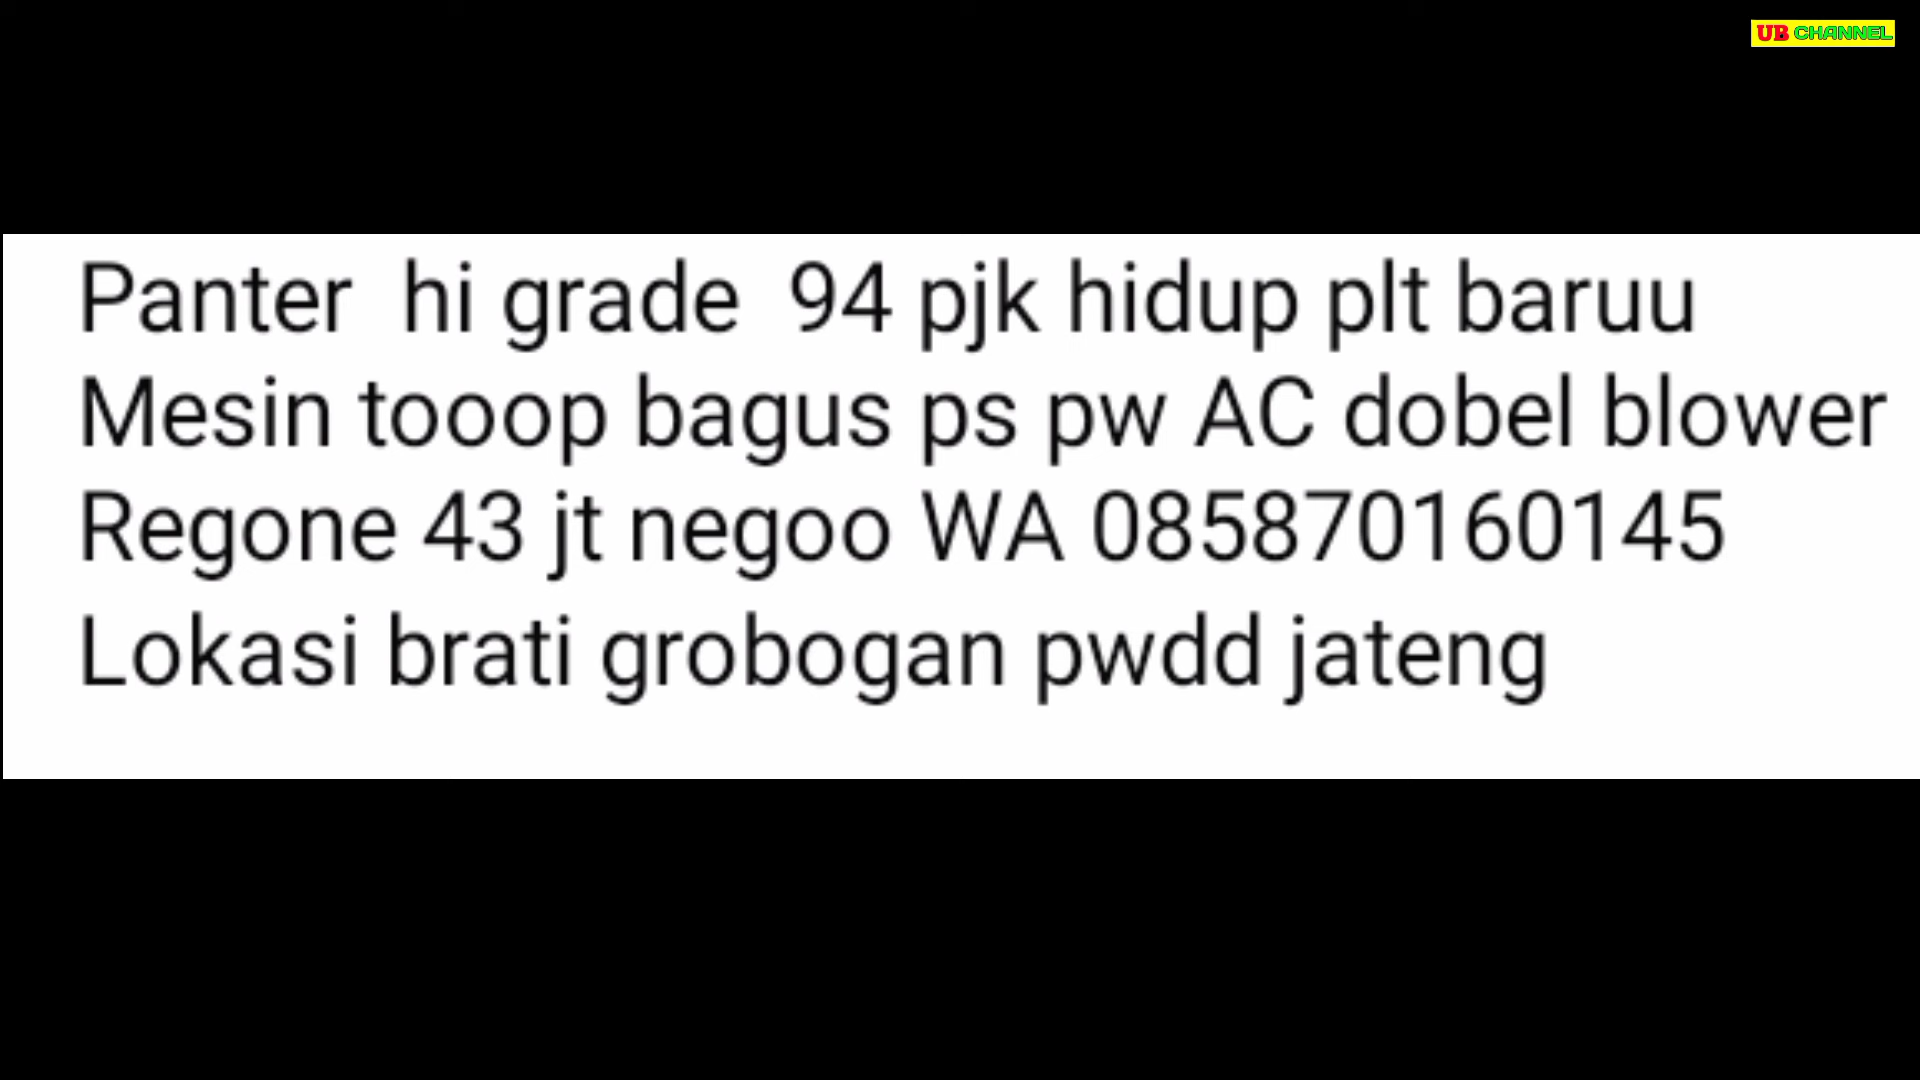 UB CHANNEL
Panter hi grade 94 pjk hidup plt baruu
Mesin tooop bagus ps pw AC dobel blower
Regone 43 jt negoo WA 085870160145
Lokasi brati grobogan pwdd jateng